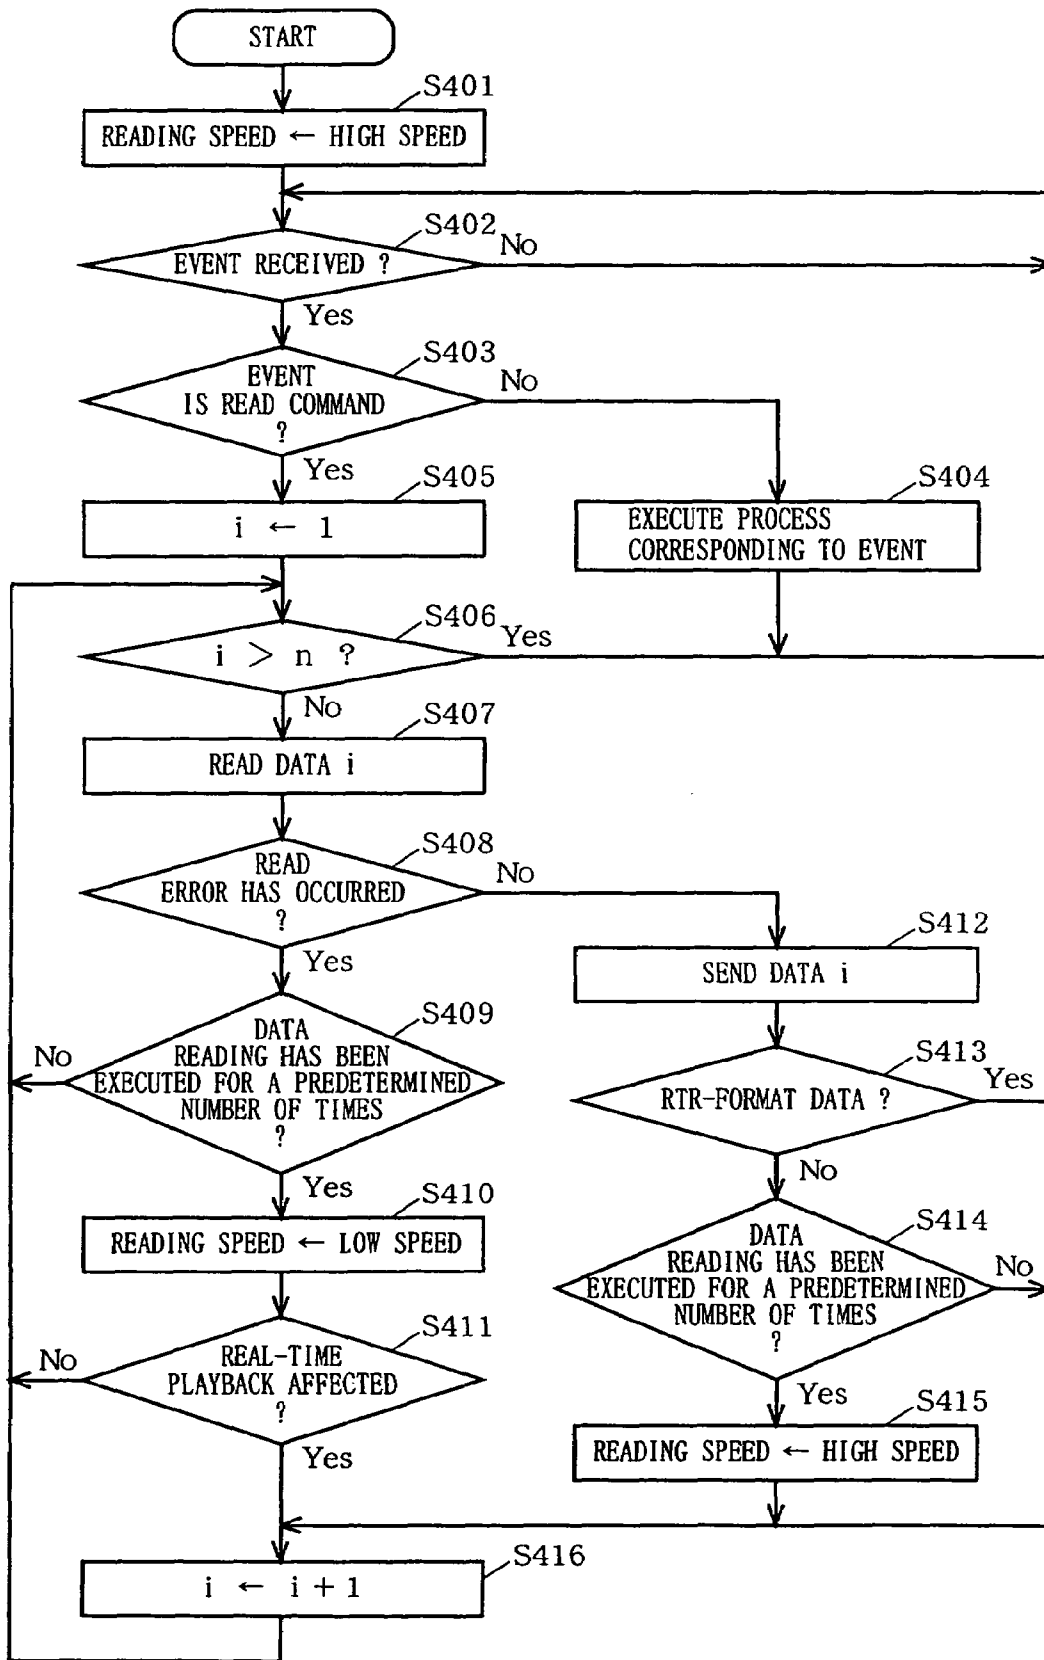 START
S401
READING SPEED ← HIGH SPEED
S402
EVENT RECEIVED ?
No
Yes
S403
EVENT
IS READ COMMAND
?
No
Yes
S405
i ← 1
S404
EXECUTE PROCESS
CORRESPONDING TO EVENT
S406
i > n ?
Yes
No
S407
READ DATA i
S408
READ
ERROR HAS OCCURRED
?
No
Yes
S412
SEND DATA i
S409
DATA
READING HAS BEEN
EXECUTED FOR A PREDETERMINED
NUMBER OF TIMES
?
No
Yes
S413
RTR-FORMAT DATA ?
Yes
No
S410
READING SPEED ← LOW SPEED
S414
DATA
READING HAS BEEN
EXECUTED FOR A PREDETERMINED
NUMBER OF TIMES
?
No
Yes
S411
REAL-TIME
PLAYBACK AFFECTED
?
No
Yes
S415
READING SPEED ← HIGH SPEED
S416
i ← i + 1